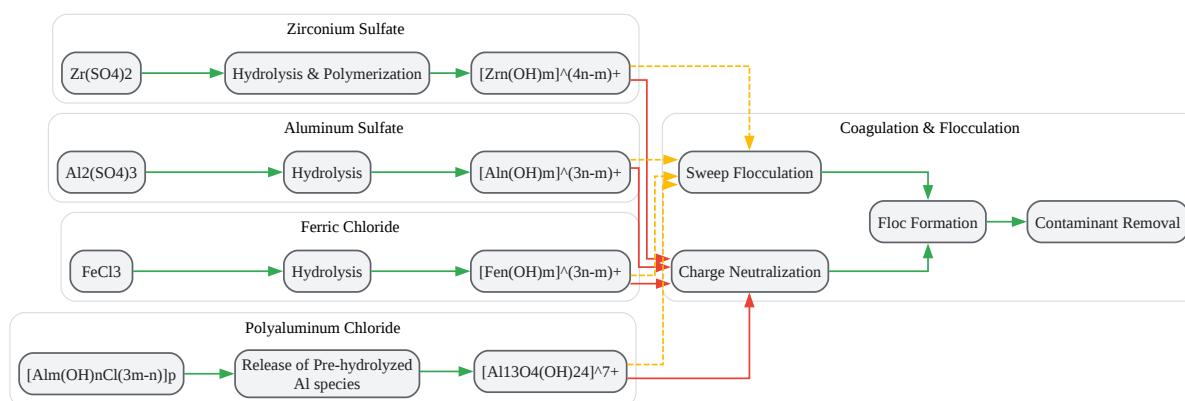 Zirconium Sulfate
Zr(SO4)2
Hydrolysis & Polymerization
[Zrn(OH)m]^(4n-m)+
Aluminum Sulfate
Al2(SO4)3
Hydrolysis
[Aln(OH)m]^(3n-m)+
Ferric Chloride
FeCl3
Hydrolysis
[Fen(OH)m]^(3n-m)+
Polyaluminum Chloride
[Alm(OH)nCl(3m-n)]p
Release of Pre-hydrolyzed
Al species
[Al13O4(OH)24]^7+
Coagulation & Flocculation
Sweep Flocculation
Charge Neutralization
Floc Formation
Contaminant Removal